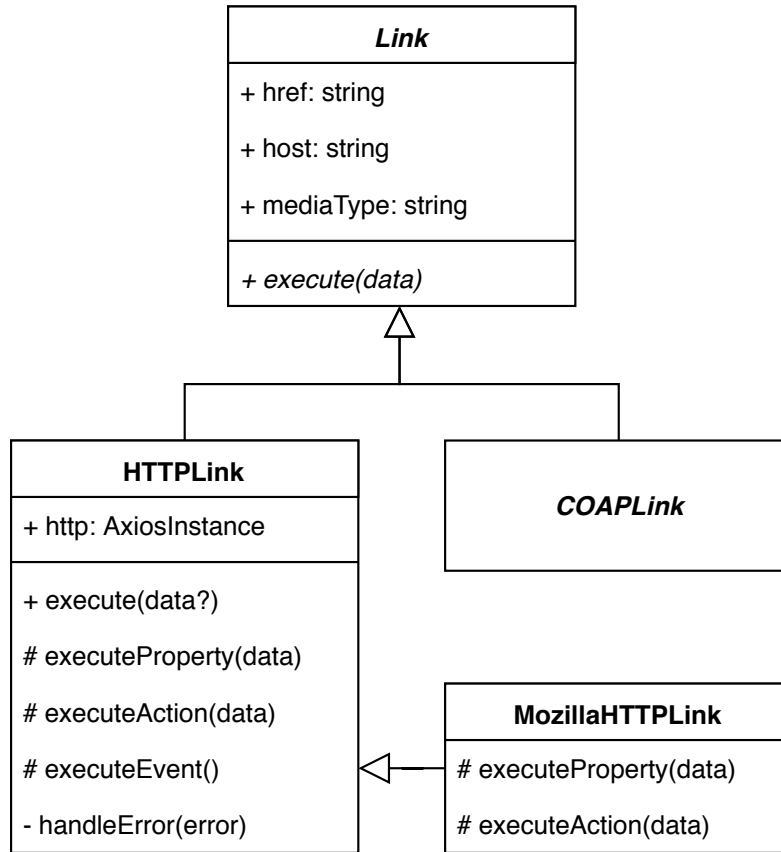 Link
+ href: string
+ host: string
+ mediaType: string
+ execute(data)
HTTPLink
+ http: AxiosInstance
+ execute(data?)
# executeProperty(data)
# executeAction(data)
# executeEvent()
- handleError(error)
COAPLink
MozillaHTTPLink
# executeProperty(data)
# executeAction(data)